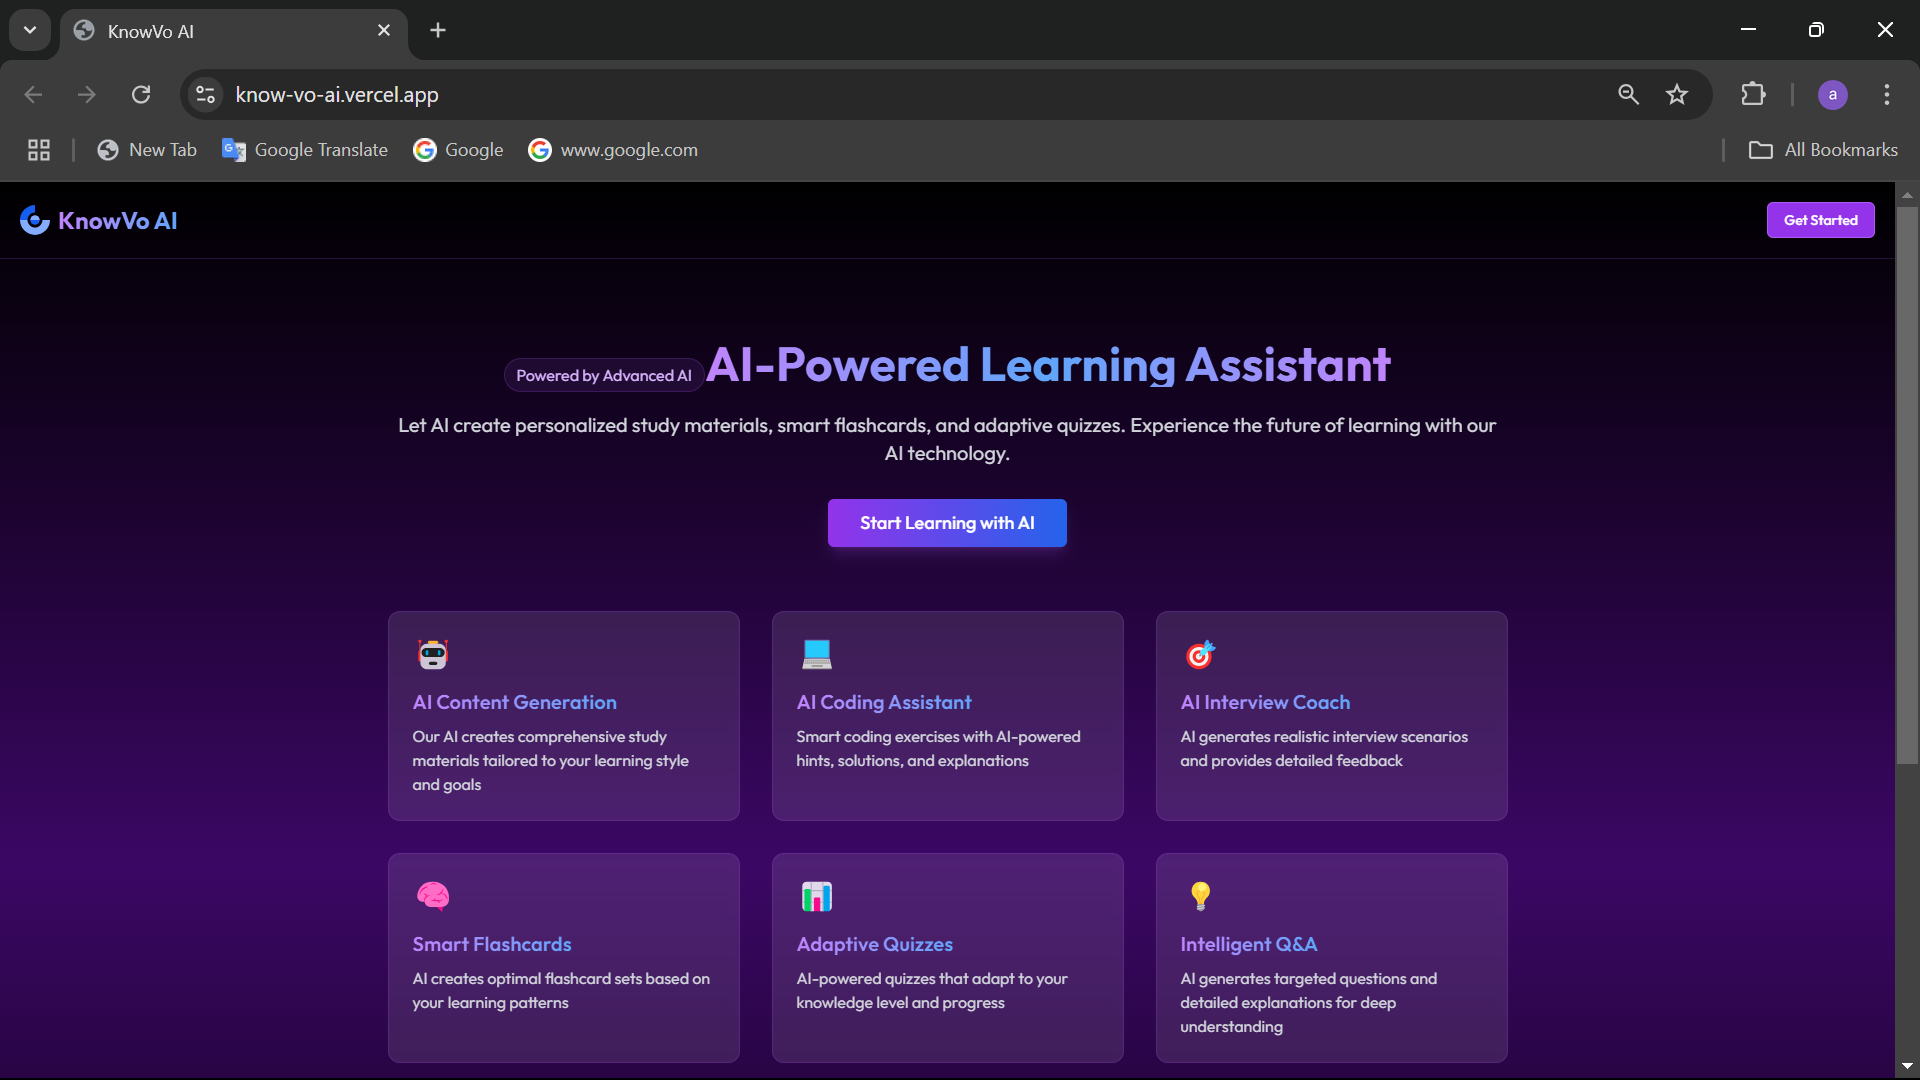 KnowVo AI
know-vo-ai.vercel.app
a
New Tab
Google Translate
Google
www.google.com
All Bookmarks
KnowVo AI
Get Started
Powered by Advanced AI
AI-Powered Learning Assistant
Let AI create personalized study materials, smart flashcards, and adaptive quizzes. Experience the future of learning with our
AI technology.
Start Learning with AI
AI Content Generation
Our AI creates comprehensive study
materials tailored to your learning style
and goals
AI Coding Assistant
Smart coding exercises with AI-powered
hints, solutions, and explanations
AI Interview Coach
AI generates realistic interview scenarios
and provides detailed feedback
Smart Flashcards
AI creates optimal flashcard sets based on
your learning patterns
Adaptive Quizzes
AI-powered quizzes that adapt to your
knowledge level and progress
Intelligent Q&A
AI generates targeted questions and
detailed explanations for deep
understanding